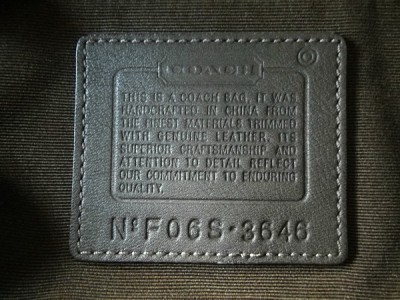 COACH
THIS IS A COACH BAG. IT WAS
HANDCRAFTED IN CHINA FROM
THE FINEST MATERIALS TRIMMED
WITH GENUINE LEATHER. ITS
SUPERIOR CRAFTSMANSHIP AND
ATTENTION TO DETAIL REFLECT
OUR COMMITMENT TO ENDURING
QUALITY.
Nº F06S-3646